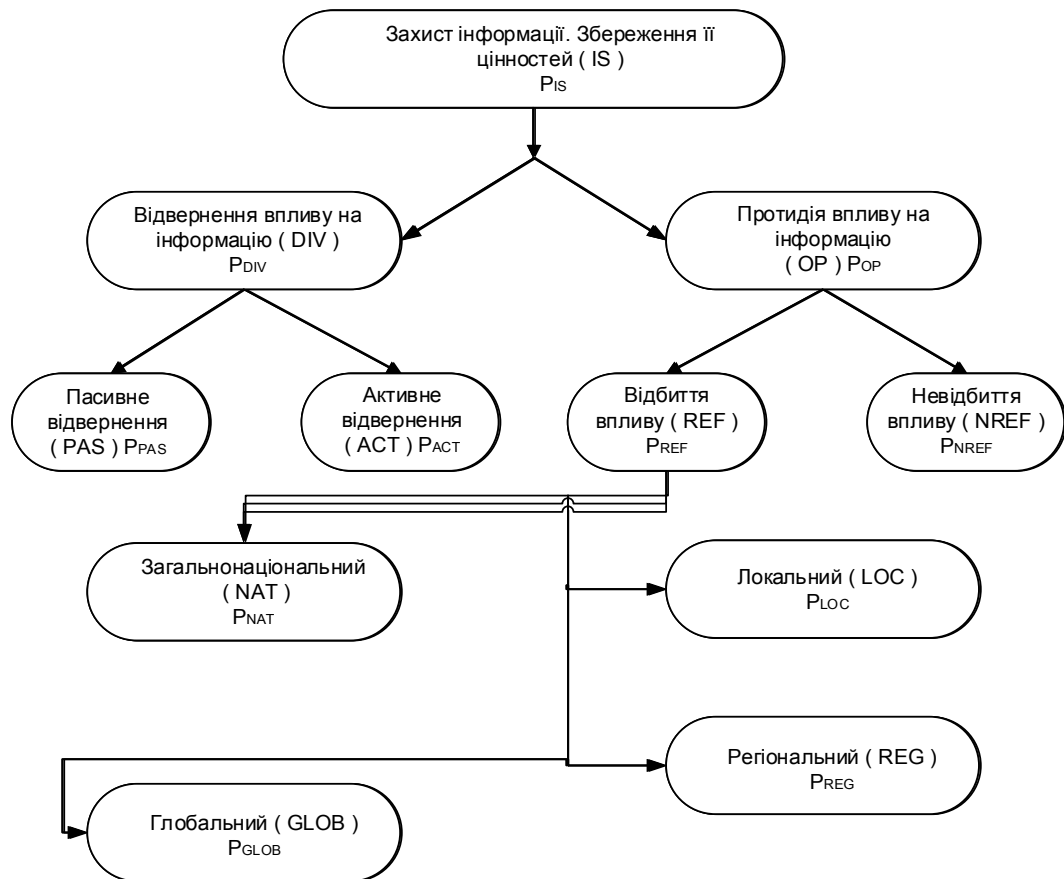 Захист інформації. Збереження її
цінностей ( IS )
PIS
Відвернення впливу на
інформацію ( DIV )
PDIV
Протидія впливу на
інформацію
( OP ) POP
Пасивне
відвернення
( PAS ) PPAS
Активне
відвернення
( ACT ) PACT
Відбиття
впливу ( REF )
PREF
Невідбиття
впливу ( NREF )
PNREF
Загальнонаціональний
( NAT )
PNAT
Локальний ( LOC )
PLOC
Регіональний ( REG )
PREG
Глобальний ( GLOB )
PGLOB